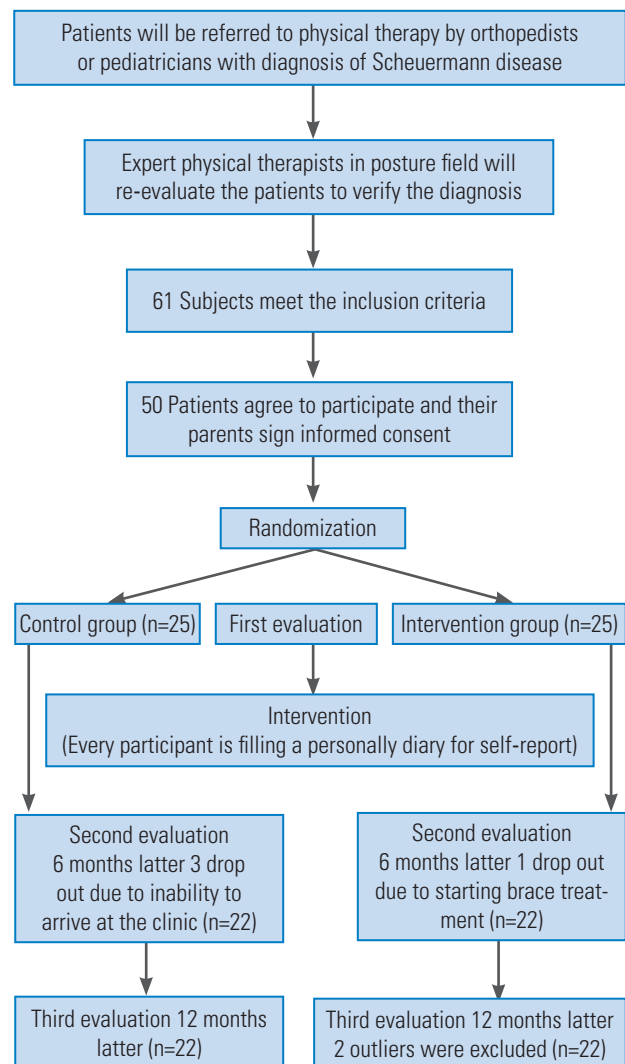 Patients will be referred to physical therapy by orthopedists
or pediatricians with diagnosis of Scheuermann disease
Expert physical therapists in posture field will
re-evaluate the patients to verify the diagnosis
61 Subjects meet the inclusion criteria
50 Patients agree to participate and their
parents sign informed consent
Randomization
Control group (n=25)
First evaluation
Intervention group (n=25)
Intervention
(Every participant is filling a personally diary for self-report)
Second evaluation
6 months latter 3 drop
out due to inability to
arrive at the clinic (n=22)
Second evaluation
6 months latter 1 drop out
due to starting brace treat-
ment (n=22)
Third evaluation 12 months
latter (n=22)
Third evaluation 12 months latter
2 outliers were excluded (n=22)